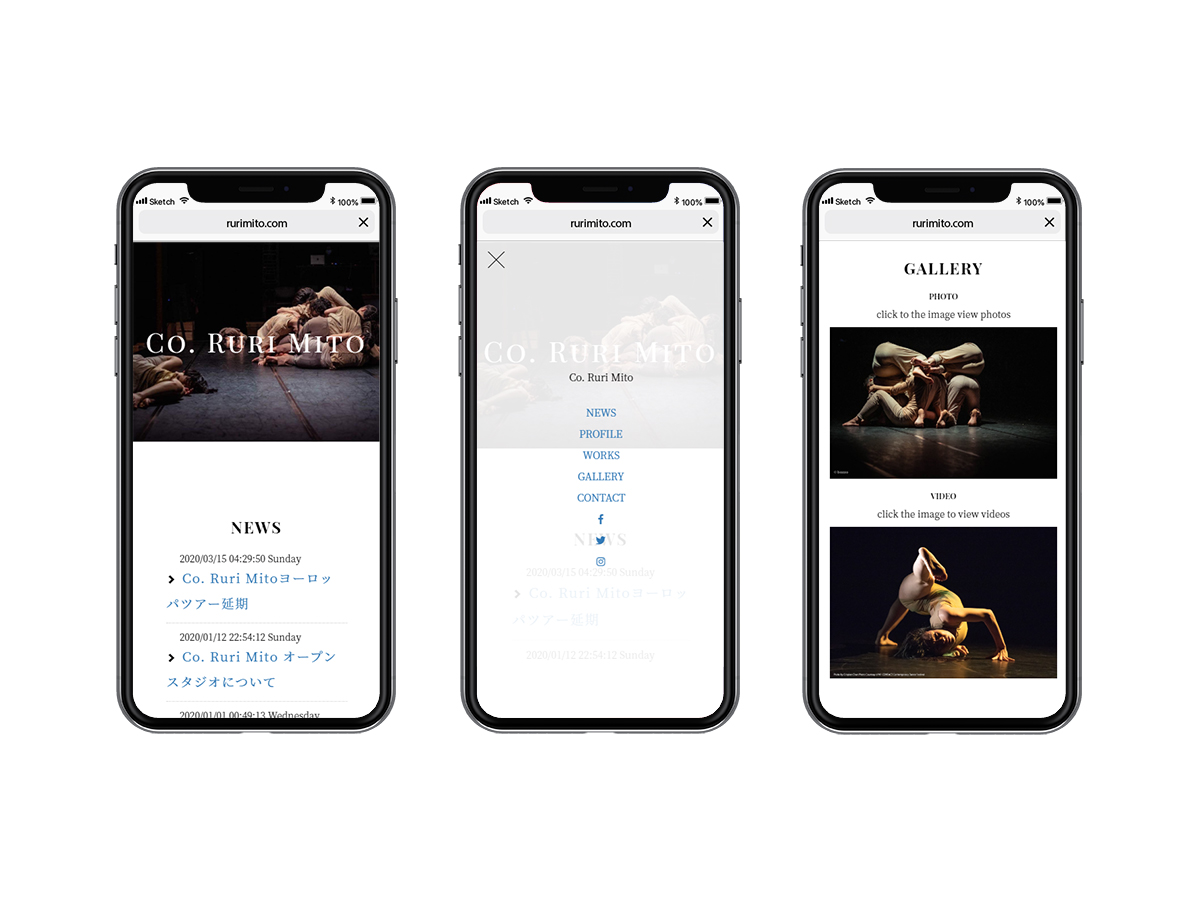 Sketch 100%
rurimito.com
Co. Ruri Mito
NEWS
2020/03/15 04:29:50 Sunday
Co. Ruri Mitoヨーロッ
パツアー延期
2020/01/12 22:54:12 Sunday
Co. Ruri Mito オープン
スタジオについて
2020/01/01 00:49:13 Wednesday
Sketch 100%
rurimito.com
Co. Ruri Mito
Co. Ruri Mito
NEWS
PROFILE
WORKS
GALLERY
CONTACT
NEWS
2020/03/15 04:29:50 Sunday
Co. Ruri Mitoヨーロッ
パツアー延期
2020/01/12 22:54:12 Sunday
Sketch 100%
rurimito.com
GALLERY
PHOTO
click to the image view photos
VIDEO
click the image to view videos